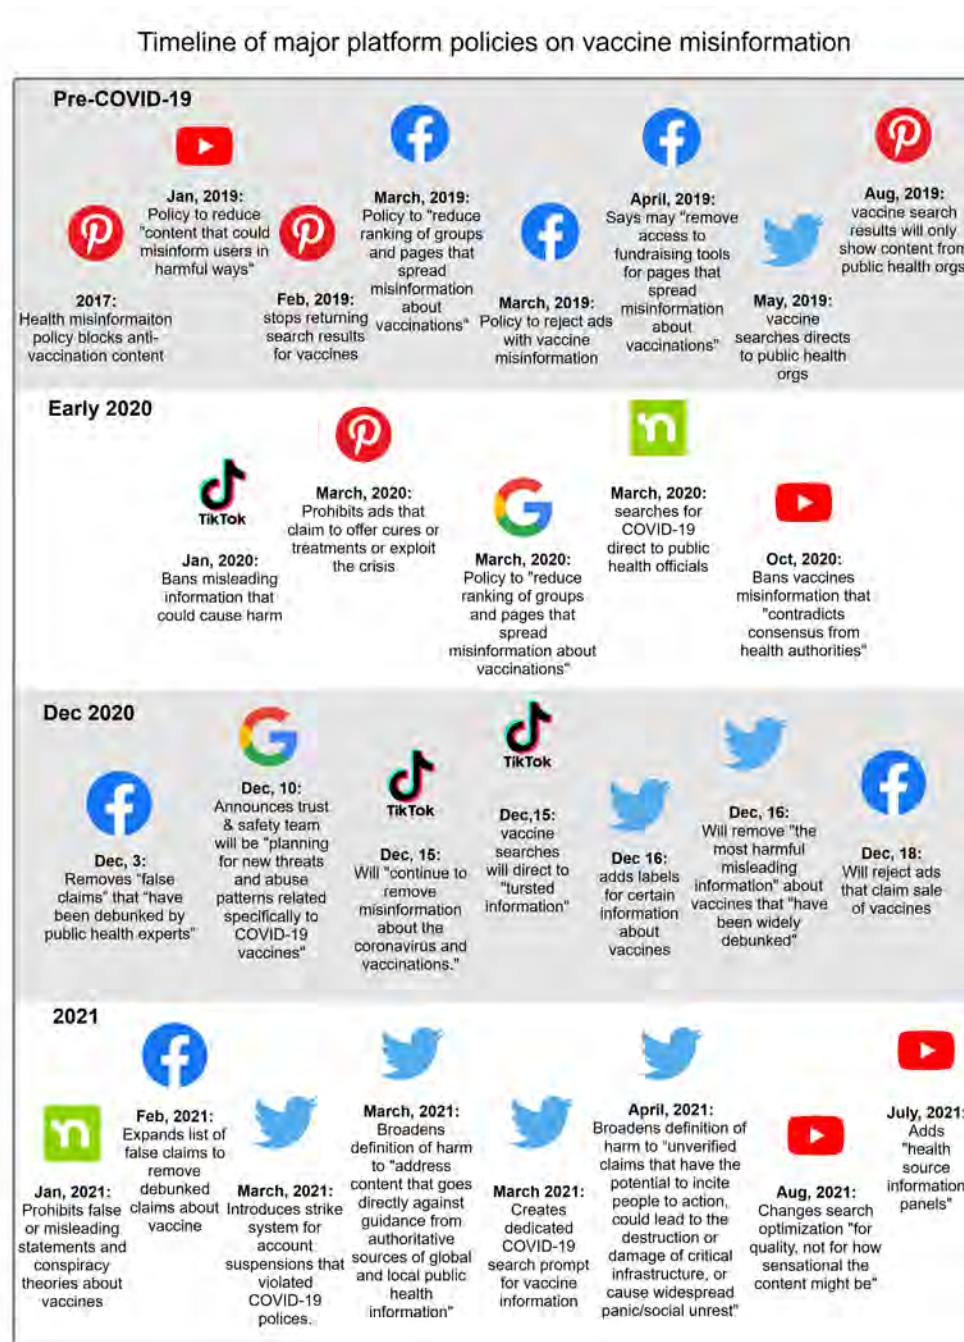 Timeline of major platform policies on vaccine misinformation
Pre-COVID-19
2017:
Health misinformaiton
policy blocks anti-
vaccination content
Jan, 2019:
Policy to reduce
"content that could
misinform users in
harmful ways"
Feb, 2019:
stops returning
search results
for vaccines
March, 2019:
Policy to "reduce
ranking of groups
and pages that
spread
misinformation
about
vaccinations"
March, 2019:
Policy to reject ads
with vaccine
misinformation
April, 2019:
Says may "remove
access to
fundraising tools
for pages that
spread
misinformation
about
vaccinations"
May, 2019:
vaccine
searches directs
to public health
orgs
Aug, 2019:
vaccine search
results will only
show content from
public health orgs
Early 2020
TikTok
Jan, 2020:
Bans misleading
information that
could cause harm
March, 2020:
Prohibits ads that
claim to offer cures or
treatments or exploit
the crisis
March, 2020:
Policy to "reduce
ranking of groups
and pages that
spread
misinformation about
vaccinations"
March, 2020:
searches for
COVID-19
direct to public
health officials
Oct, 2020:
Bans vaccines
misinformation that
"contradicts
consensus from
health authorities"
Dec 2020
Dec, 3:
Removes "false
claims" that "have
been debunked by
public health experts"
Dec, 10:
Announces trust
& safety team
will be "planning
for new threats
and abuse
patterns related
specifically to
COVID-19
vaccines"
TikTok
Dec, 15:
Will "continue to
remove
misinformation
about the
coronavirus and
vaccinations."
TikTok
Dec,15:
vaccine
searches
will direct to
"tursted
information"
Dec 16:
adds labels
for certain
information
about
vaccines
Dec, 16:
Will remove "the
most harmful
misleading
information" about
vaccines that "have
been widely
debunked"
Dec, 18:
Will reject ads
that claim sale
of vaccines
2021
Jan, 2021:
Prohibits false
or misleading
statements and
conspiracy
theories about
vaccines
Feb, 2021:
Expands list of
false claims to
remove
debunked
claims about
vaccine
March, 2021:
Introduces strike
system for
account
suspensions that
violated
COVID-19
polices.
March, 2021:
Broadens
definition of harm
to "address
content that goes
directly against
guidance from
authoritative
sources of global
and local public
health
information"
March 2021:
Creates
dedicated
COVID-19
search prompt
for vaccine
information
April, 2021:
Broadens definition of
harm to "unverified
claims that have the
potential to incite
people to action,
could lead to the
destruction or
damage of critical
infrastructure, or
cause widespread
panic/social unrest"
Aug, 2021:
Changes search
optimization "for
quality, not for how
sensational the
content might be"
July, 2021:
Adds
"health
source
information
panels"